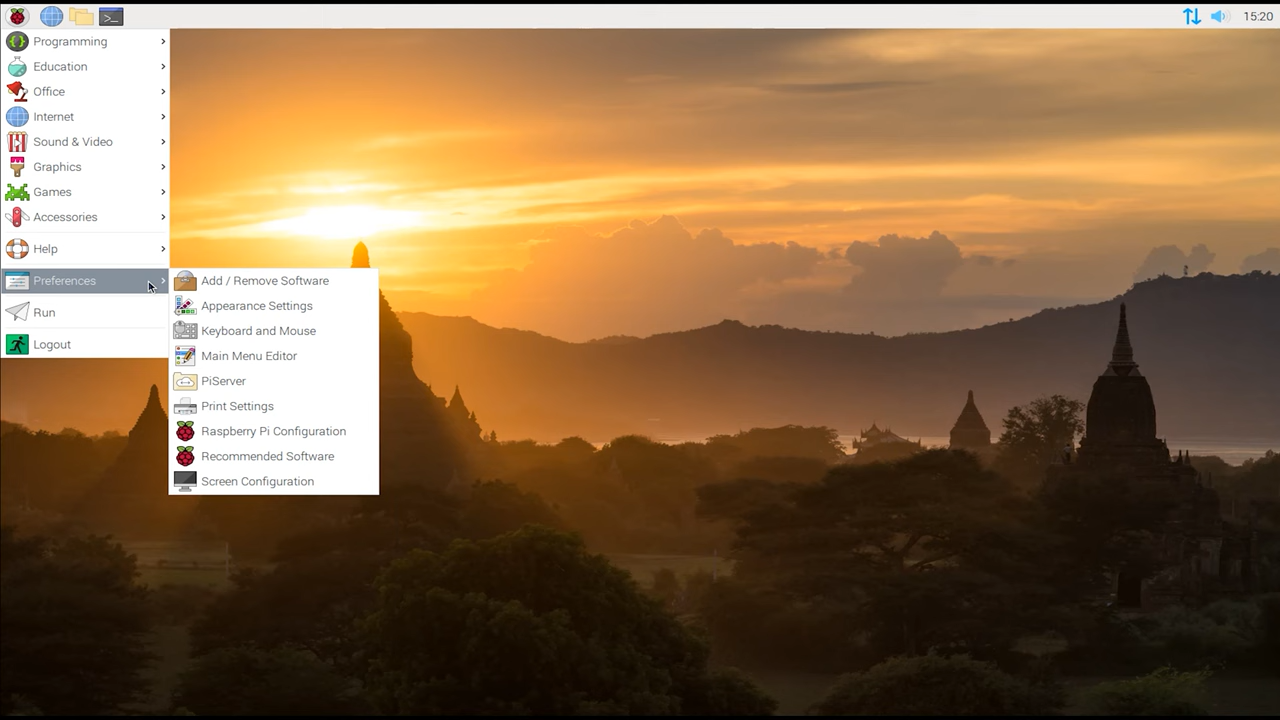 15:20
Programming
Education
Office
Internet
Sound & Video
Graphics
Games
Accessories
Help
Preferences
Run
Logout
Add / Remove Software
Appearance Settings
Keyboard and Mouse
Main Menu Editor
PiServer
Print Settings
Raspberry Pi Configuration
Recommended Software
Screen Configuration